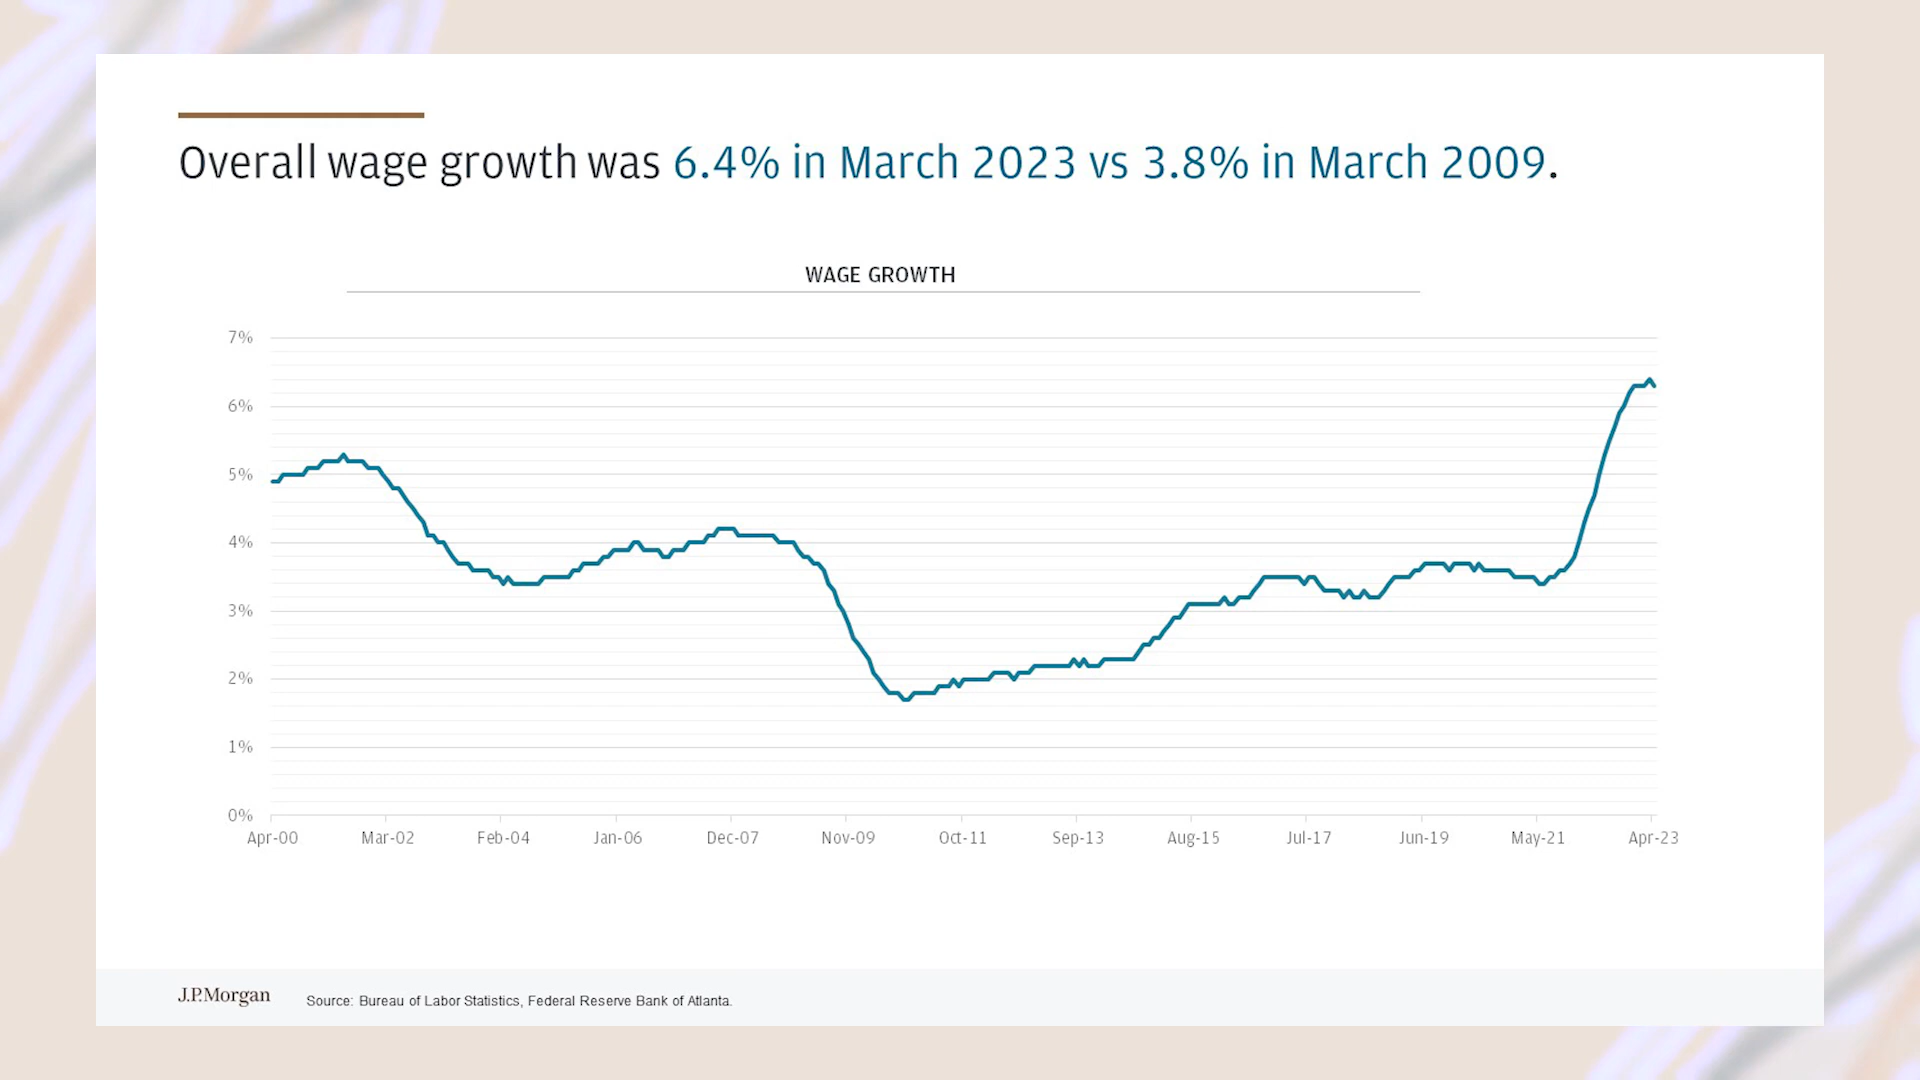 Overall wage growth was 6.4% in March 2023 vs 3.8% in March 2009.
WAGE GROWTH
7%
6%
5%
4%
3%
2%
1%
0%
Apr-00 Mar-02 Feb-04 Jan-06 Dec-07 Nov-09 Oct-11 Sep-13 Aug-15 Jul-17 Jun-19 May-21 Apr-23
J.P.Morgan Source: Bureau of Labor Statistics, Federal Reserve Bank of Atlanta.